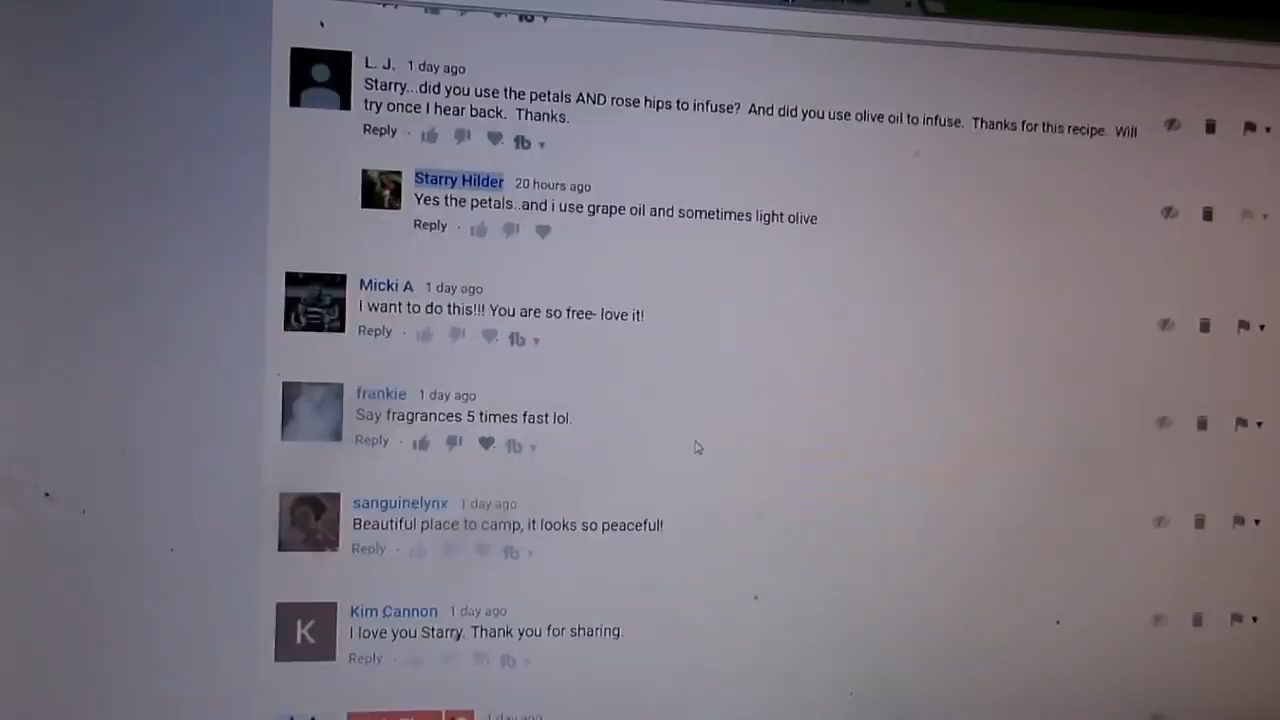 L. J. 1 day ago
Starry...did you use the petals AND rose hips to infuse? And did you use olive oil to infuse. Thanks for this recipe. Will
try once I hear back. Thanks.
Reply
Starry Hilder 20 hours ago
Yes the petals..and i use grape oil and sometimes light olive
Reply
Micki A 1 day ago
I want to do this!!! You are so free- love it!
Reply
frankie 1 day ago
Say fragrances 5 times fast lol.
Reply
sanguinelynx 1 day ago
Beautiful place to camp, it looks so peaceful!
Reply
K
Kim Cannon 1 day ago
I love you Starry. Thank you for sharing.
Reply
1 day ago